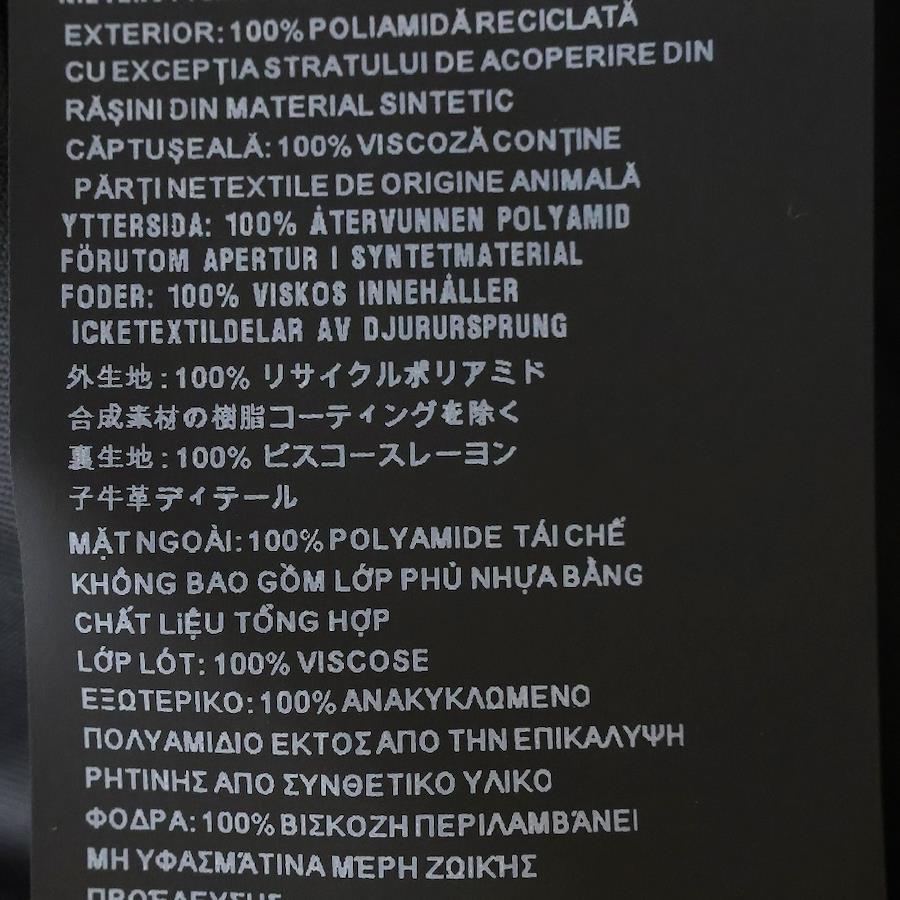 EXTERIOR: 100% POLIAMIDĂ RECICLATĂ
CU EXCEPȚIA STRATULUI DE ACOPERIRE DIN
RĂȘINI DIN MATERIAL SINTETIC
CĂPTUȘEALĂ: 100% VISCOZĂ CONȚINE
PĂRȚI NETEXTILE DE ORIGINE ANIMALĂ
YTTERSIDA: 100% ÅTERVUNNEN POLYAMID
FÖRUTOM APERTUR I SYNTETMATERIAL
FODER: 100% VISKOS INNEHÅLLER
ICKETEXTILDELAR AV DJURURSPRUNG
外生地：100% リサイクルポリアミド
合成素材の樹脂コーティングを除く
裏生地：100% ビスコースレーヨン
子牛革ディテール
MẶT NGOÀI: 100% POLYAMIDE TÁI CHẾ
KHÔNG BAO GỒM LỚP PHỦ NHỰA BẰNG
CHẤT LIỆU TỔNG HỢP
LỚP LÓT: 100% VISCOSE
ΕΞΩΤΕΡΙΚΟ: 100% ΑΝΑΚΥΚΛΩΜΕΝΟ
ΠΟΛΥΑΜΙΔΙΟ ΕΚΤΟΣ ΑΠΟ ΤΗΝ ΕΠΙΚΑΛΥΨΗ
ΡΗΤΙΝΗΣ ΑΠΟ ΣΥΝΘΕΤΙΚΟ ΥΛΙΚΟ
ΦΟΔΡΑ: 100% ΒΙΣΚΟΖΗ ΠΕΡΙΛΑΜΒΆΝΕΙ
ΜΗ ΥΦΑΣΜΆΤΙΝΑ ΜΈΡΗ ΖΩΙΚΉΣ
ΠΡΟΈΛΕΥΣΗΣ